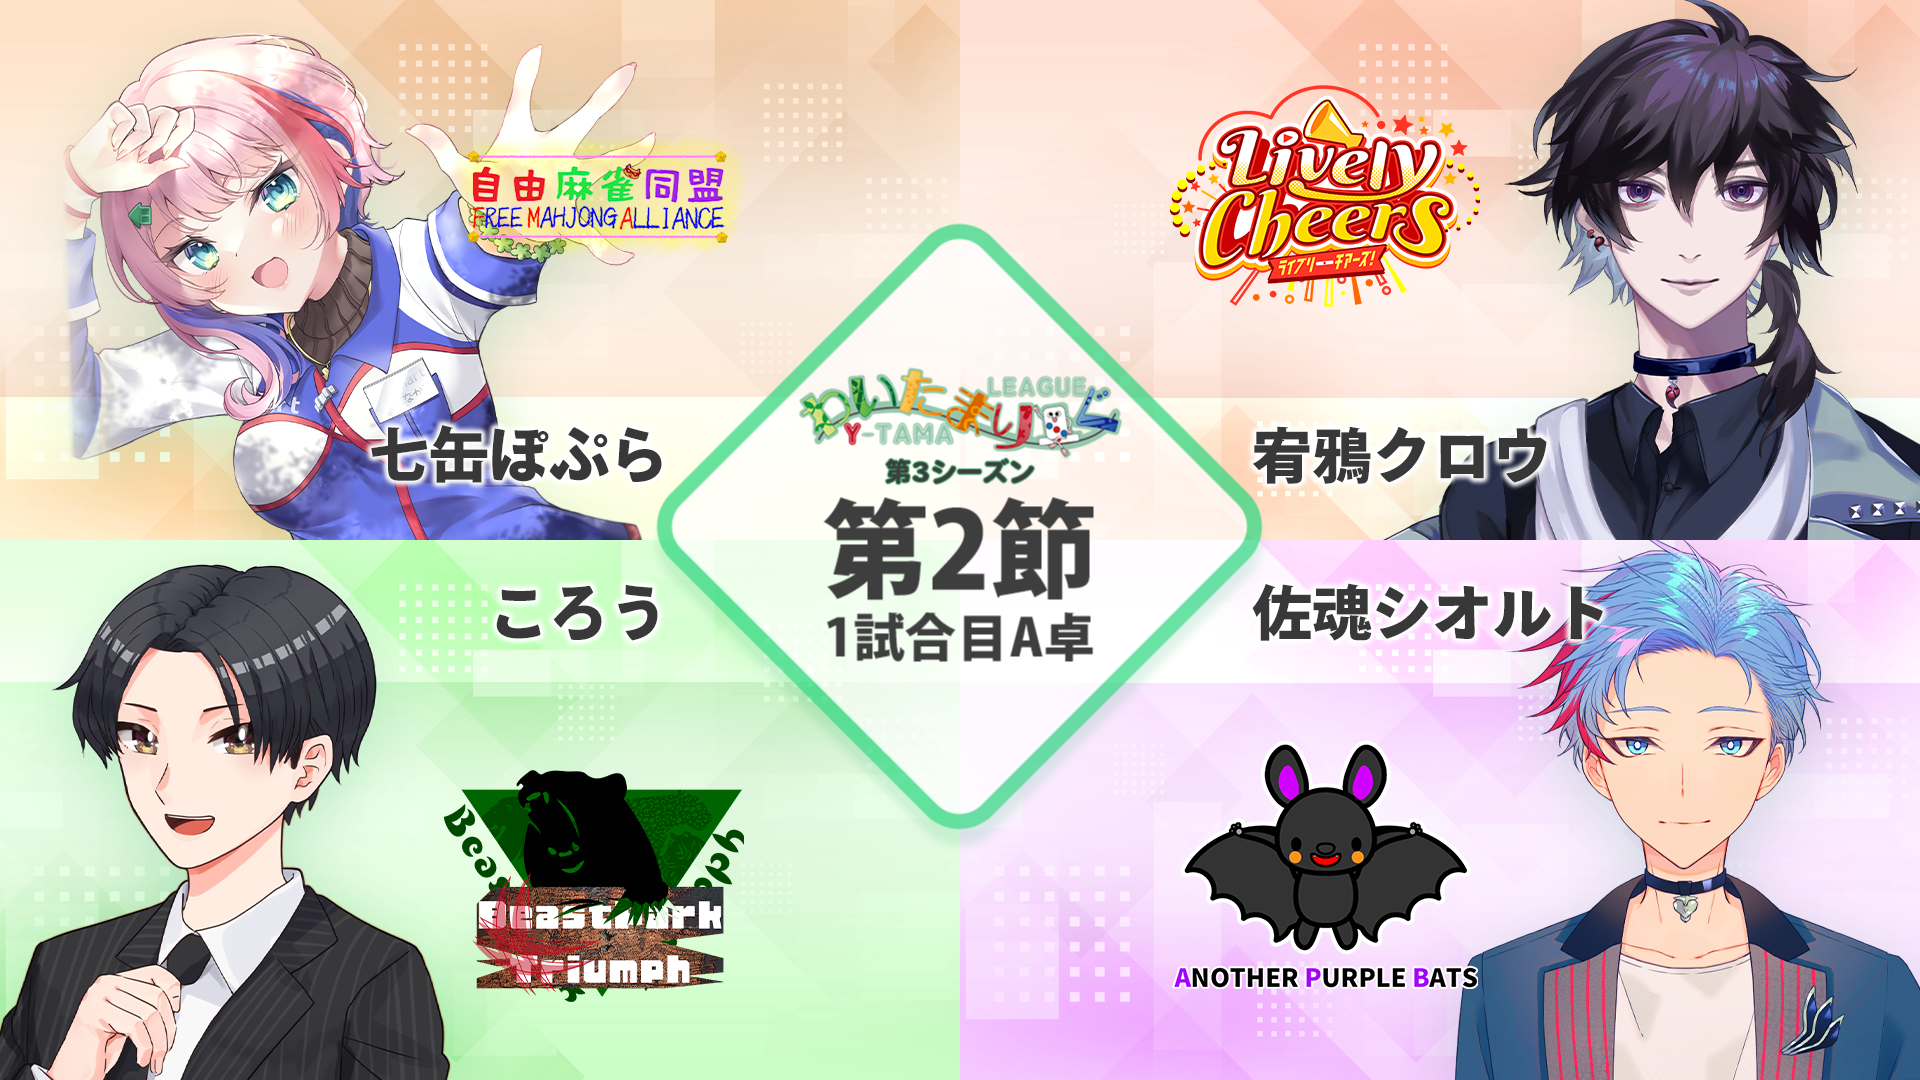 自由麻雀同盟
FREE MAHJONG ALLIANCE
七缶ぽぷら
Lively
Cheers
ライブリーチアーズ!
宥鴉クロウ
わいたまりーぐ
LEAGUE
Y-TAMA
第3シーズン
第2節
1試合目A卓
ころう
Beastmark
Triumph
佐魂シオルト
ANOTHER PURPLE BATS